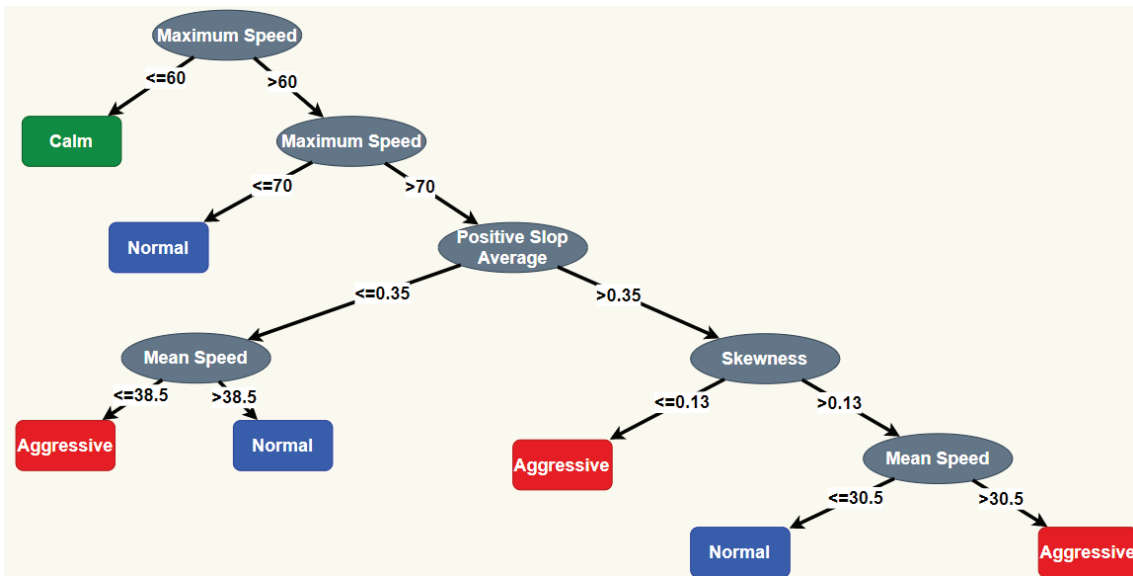 Maximum Speed
<=60
>60
Calm
Maximum Speed
<=70
>70
Normal
Positive Slop
Average
<=0.35
>0.35
Mean Speed
Skewness
<=38.5
>38.5
<=0.13
>0.13
Aggressive
Normal
Aggressive
Mean Speed
<=30.5
>30.5
Normal
Aggressive